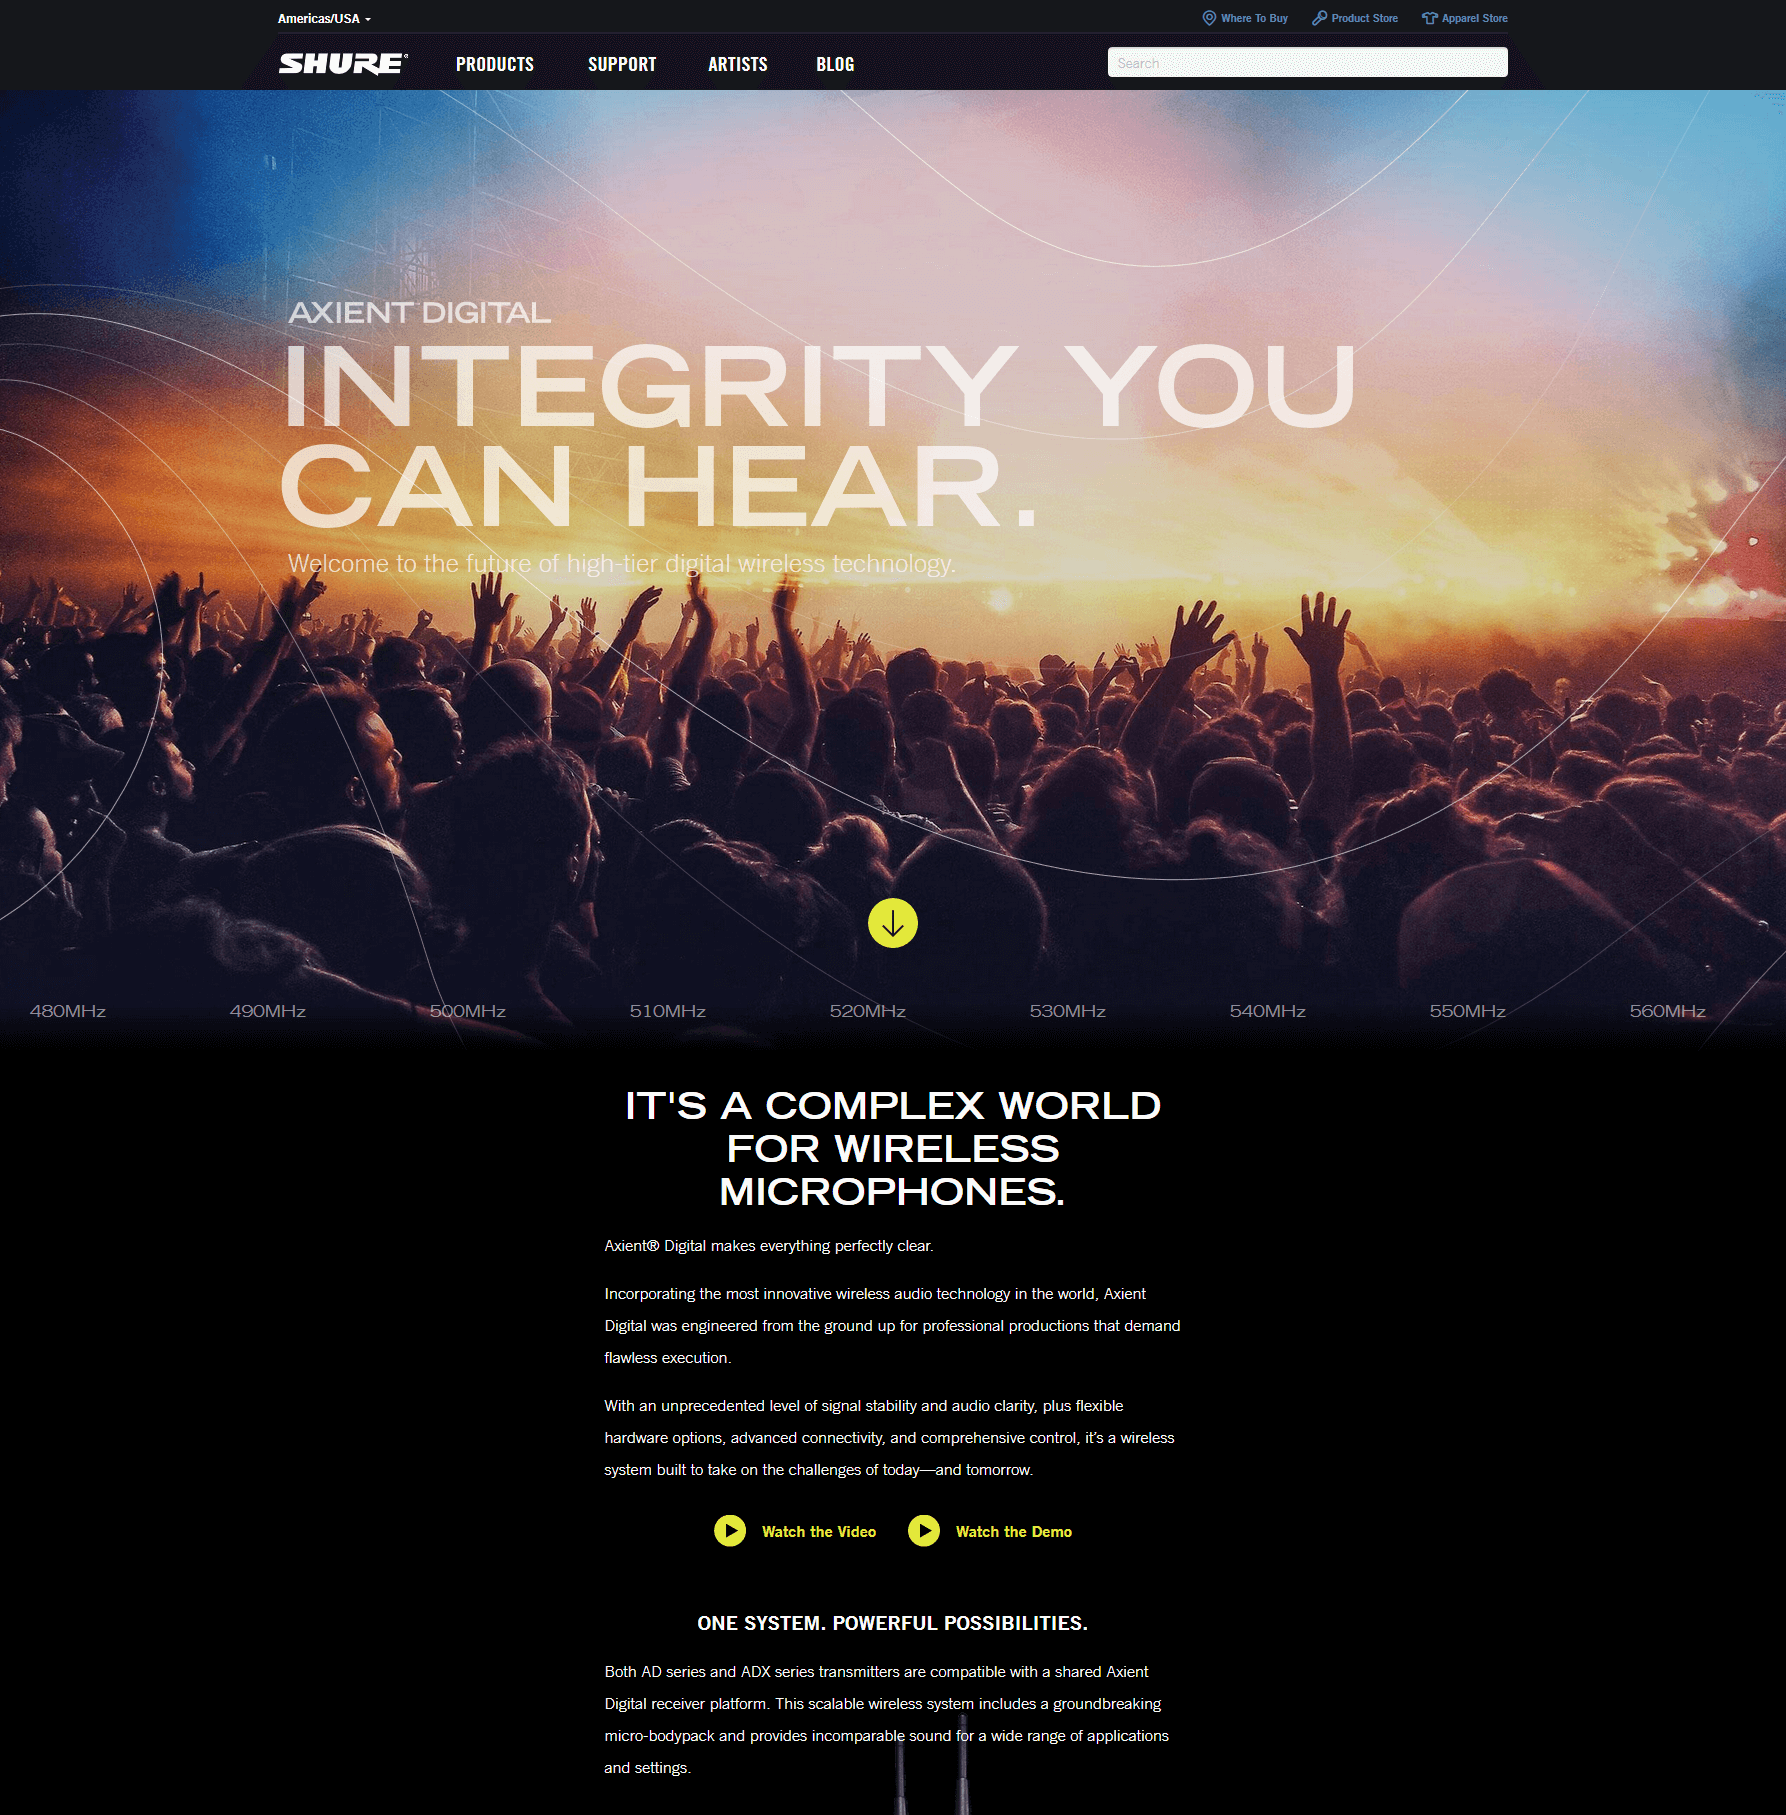 Americas/USA
Where To Buy
Product Store
Apparel Store
SHURE®
PRODUCTS
SUPPORT
ARTISTS
BLOG
Search
AXIENT DIGITAL
INTEGRITY YOU
CAN HEAR.
Welcome to the future of high-tier digital wireless technology.
480MHz
490MHz
500MHz
510MHz
520MHz
530MHz
540MHz
550MHz
560MHz
IT'S A COMPLEX WORLD
FOR WIRELESS
MICROPHONES.
Axient® Digital makes everything perfectly clear.
Incorporating the most innovative wireless audio technology in the world, Axient
Digital was engineered from the ground up for professional productions that demand
flawless execution.
With an unprecedented level of signal stability and audio clarity, plus flexible
hardware options, advanced connectivity, and comprehensive control, it’s a wireless
system built to take on the challenges of today—and tomorrow.
Watch the Video
Watch the Demo
ONE SYSTEM. POWERFUL POSSIBILITIES.
Both AD series and ADX series transmitters are compatible with a shared Axient
Digital receiver platform. This scalable wireless system includes a groundbreaking
micro-bodypack and provides incomparable sound for a wide range of applications
and settings.